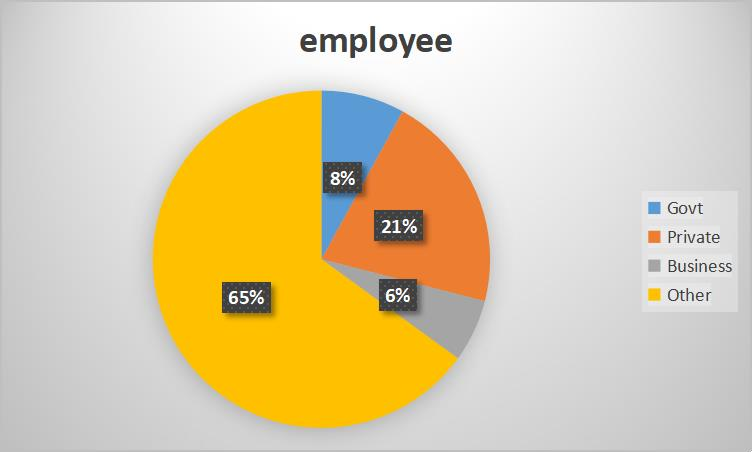 employee
8%
21%
6%
65%
Govt
Private
Business
Other